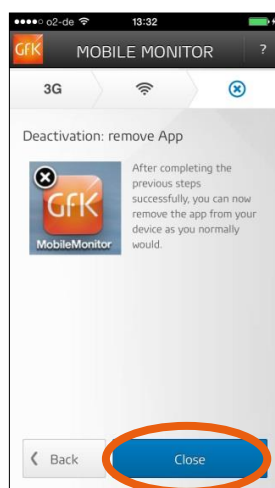 o2-de 13:32
GfK MOBILE MONITOR ?
3G
Deactivation: remove App
GfK
MobileMonitor
After completing the
previous steps
successfully, you can now
remove the app from your
device as you normally
would.
Back
Close